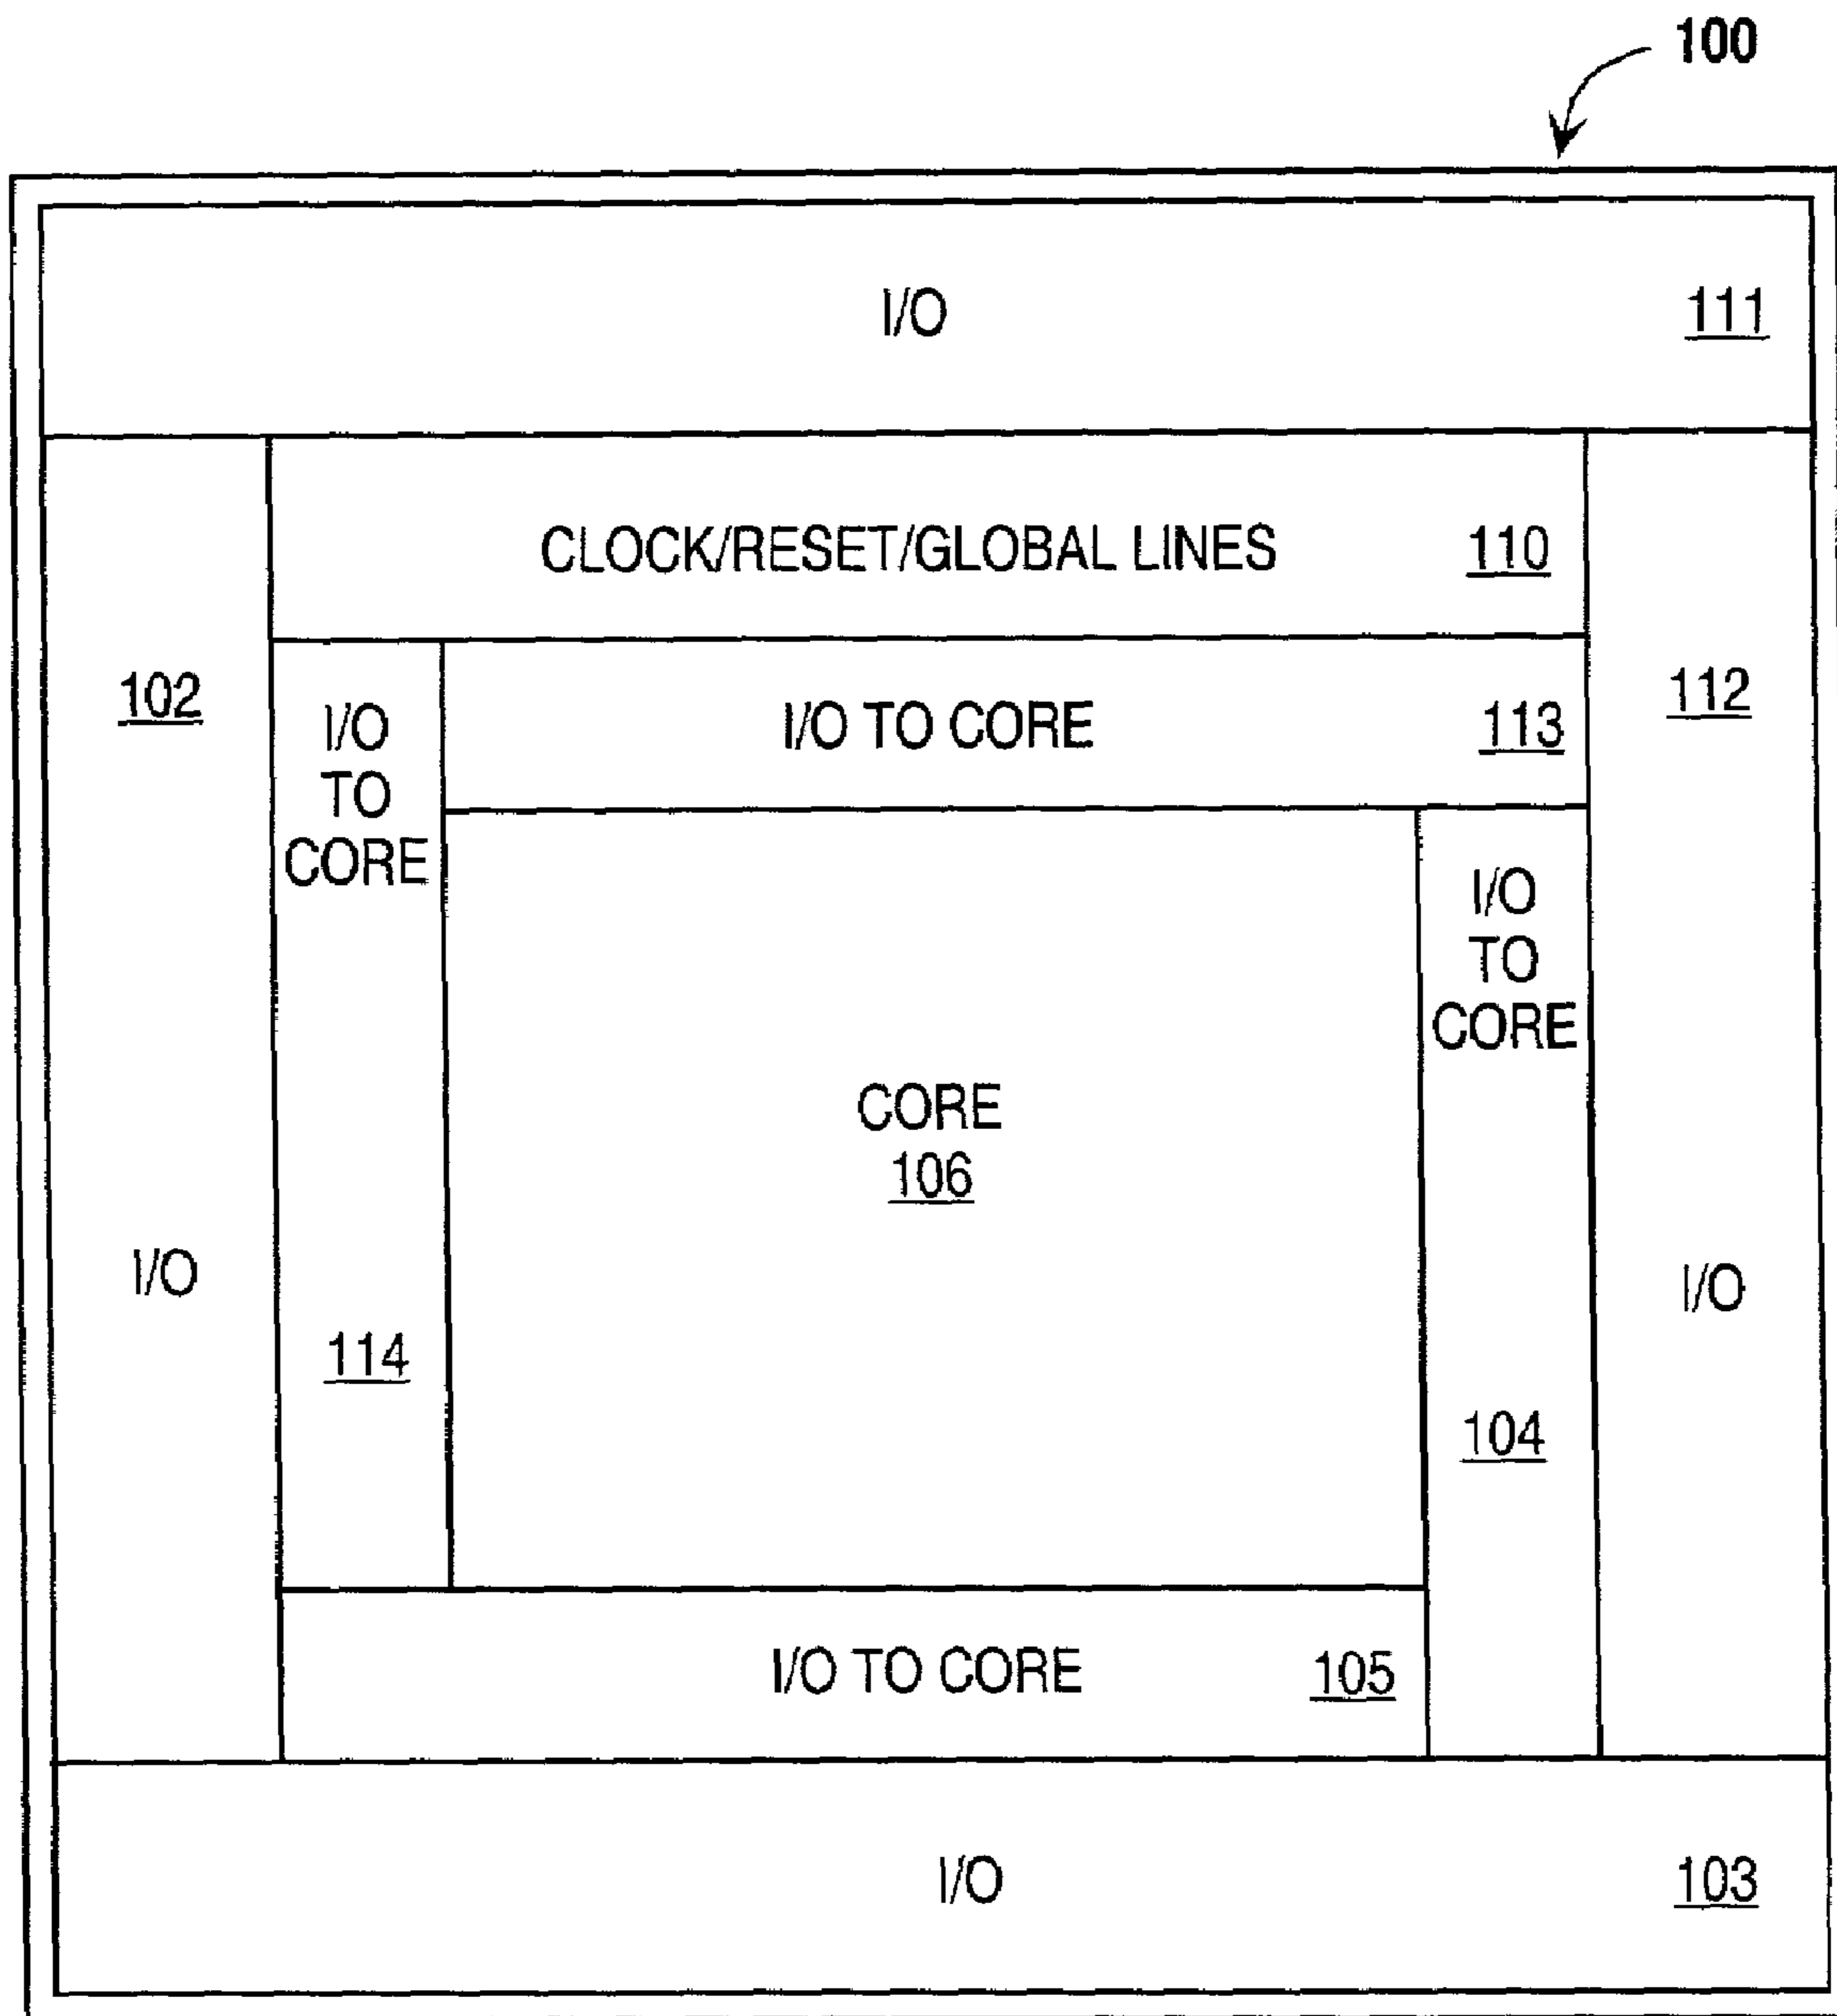 100
I/O 111
CLOCK/RESET/GLOBAL LINES 110
102
I/O
TO
CORE
I/O TO CORE 113
112
I/O
TO
CORE
CORE
106
I/O
I/O
114
104
I/O TO CORE 105
I/O 103